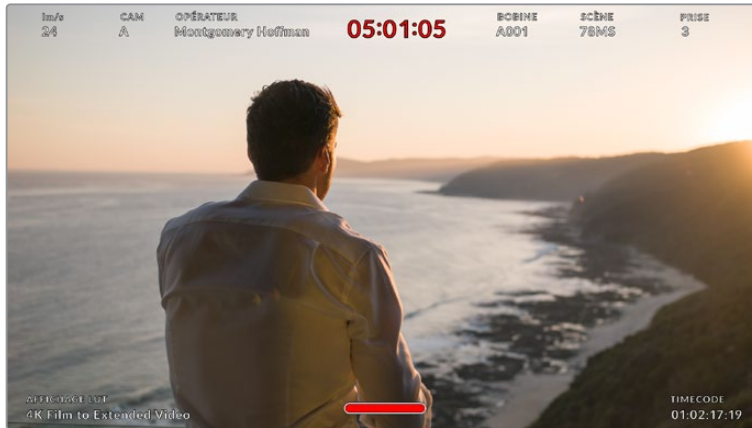 im/s
CAM
OPÉRATEUR
05:01:05
BOBINE
SCÈNE
PRISE
24
A
Montgomery Hoffman
A001
78MS
3
AFFICHAGE LUT
4K Film to Extended Video
TIMECODE
01:02:17:19